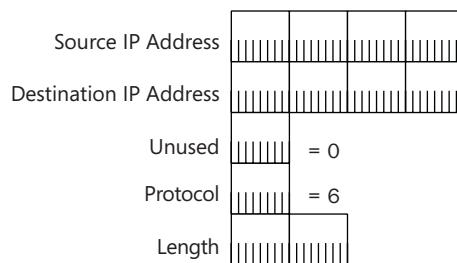 Source IP Address
Destination IP Address
Unused = 0
Protocol = 6
Length